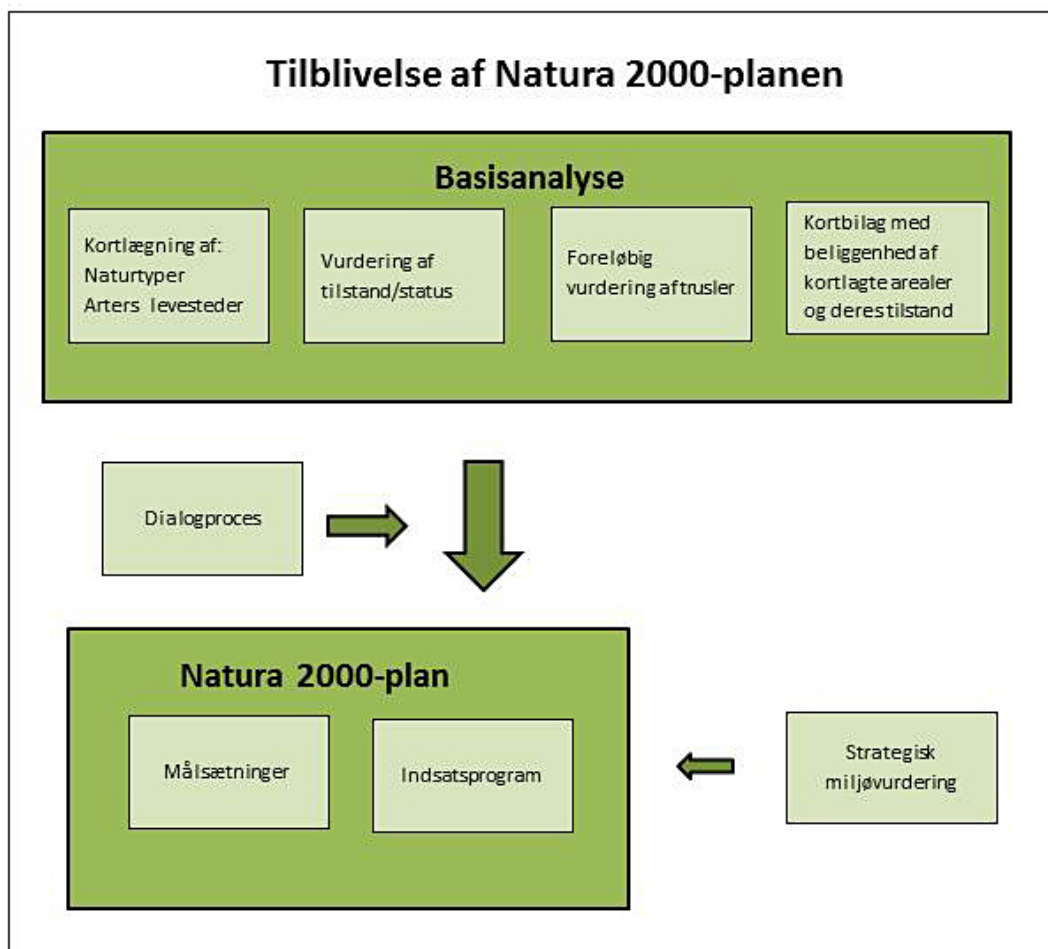 Tilblivelse af Natura 2000-planen
Basisanalyse
Kortlægning af:
Naturtyper
Arters levesteder
Vurdering af
tilstand/status
Foreløbig
vurdering af trusler
Kortbilag med
beliggenhed af
kortlagte arealer
og deres tilstand
Dialogproces
Natura 2000-plan
Målsætninger
Indsatsprogram
Strategisk
miljøvurdering